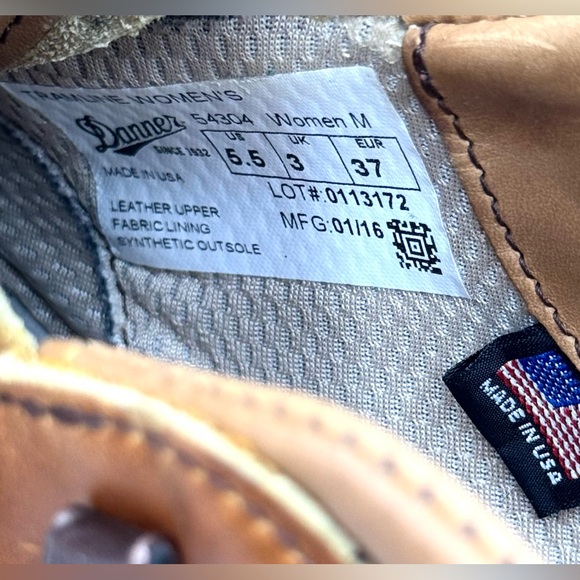 TRAMLINE WOMEN'S
54304 Women M
Danner
SINCE 1932
MADE IN USA
US UK EUR
5.5 3 37
LOT#:0113172
MFG:01/16
LEATHER UPPER
FABRIC LINING
SYNTHETIC OUTSOLE
MADE IN USA